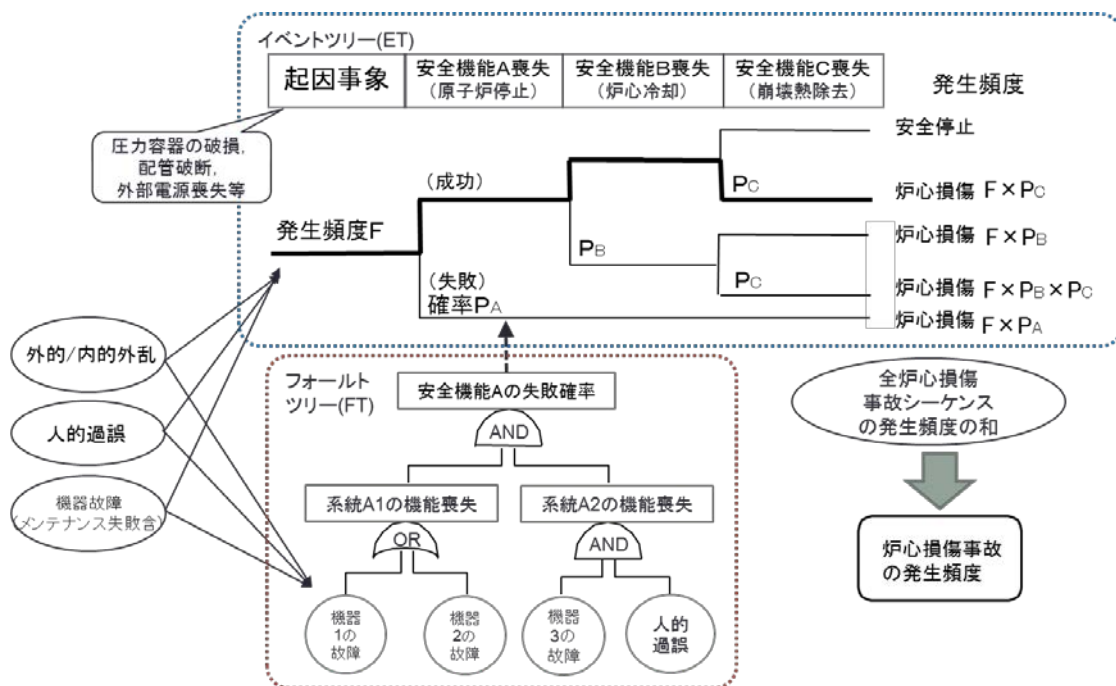 イベントツリー(ET)
起因事象
安全機能A喪失
(原子炉停止)
安全機能B喪失
(炉心冷却)
安全機能C喪失
(崩壊熱除去)
発生頻度
圧力容器の破損,
配管破断,
外部電源喪失等
発生頻度F
(成功)
(失敗)
確率PA
PB
PC
PC
安全停止
炉心損傷 F×PC
炉心損傷 F×PB
炉心損傷 F×PB×PC
炉心損傷 F×PA
外的/内的外乱
人的過誤
機器故障
(メンテナンス失敗含)
フォールト
ツリー(FT)
安全機能Aの失敗確率
AND
系統A1の機能喪失
系統A2の機能喪失
OR
AND
機器
1の
故障
機器
2の
故障
機器
3の
故障
人的
過誤
全炉心損傷
事故シーケンス
の発生頻度の和
炉心損傷事故
の発生頻度